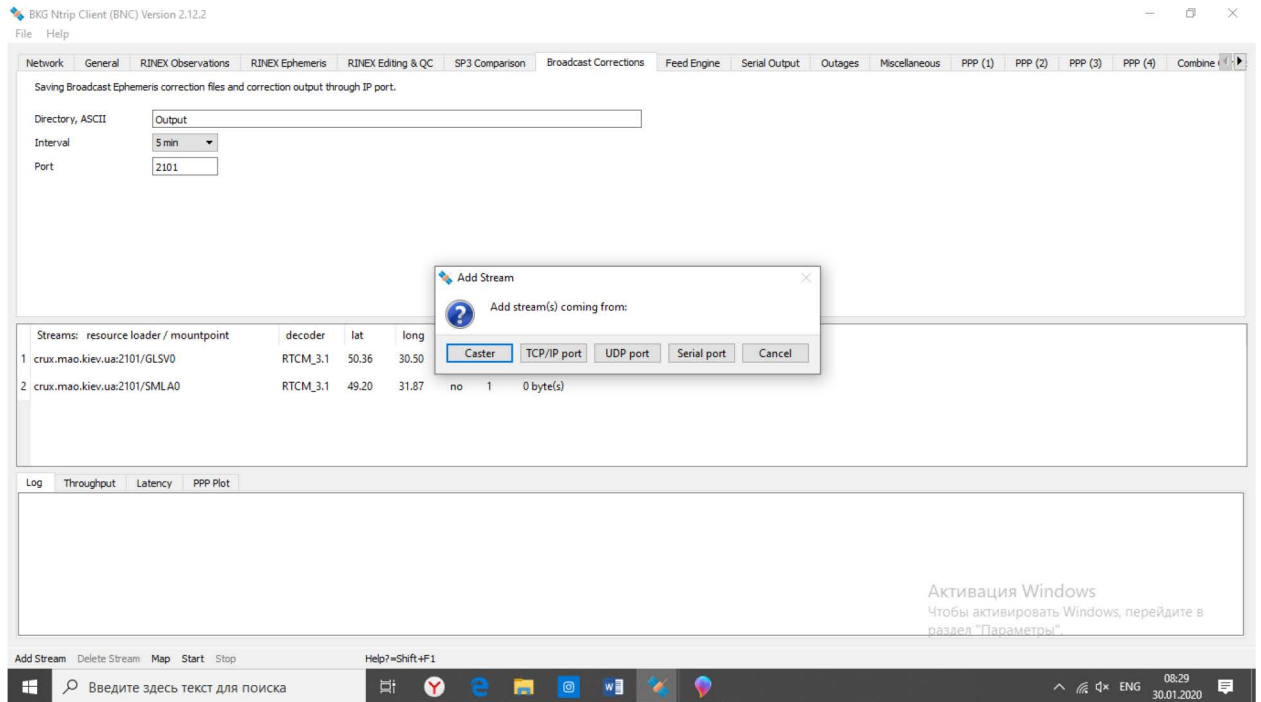 BKG Ntrip Client (BNC) Version 2.12.2
File Help
Network General RINEX Observations RINEX Ephemeris RINEX Editing & QC SP3 Comparison Broadcast Corrections Feed Engine Serial Output Outages Miscellaneous PPP (1) PPP (2) PPP (3) PPP (4) Combine
Saving Broadcast Ephemeris correction files and correction output through IP port.
Directory, ASCII Output
Interval 5 min
Port 2101
Add Stream
Add stream(s) coming from:
Caster TCP/IP port UDP port Serial port Cancel
Streams: resource loader / mountpoint decoder lat long
1 crux.mao.kiev.ua:2101/GLSV0 RTCM_3.1 50.36 30.50
2 crux.mao.kiev.ua:2101/SMLA0 RTCM_3.1 49.20 31.87 no 1 0 byte(s)
Log Throughput Latency PPP Plot
Активация Windows
Чтобы активировать Windows, перейдите в
раздел "Параметры".
Add Stream Delete Stream Map Start Stop Help?=Shift+F1
Введите здесь текст для поиска
ENG
08:29
30.01.2020